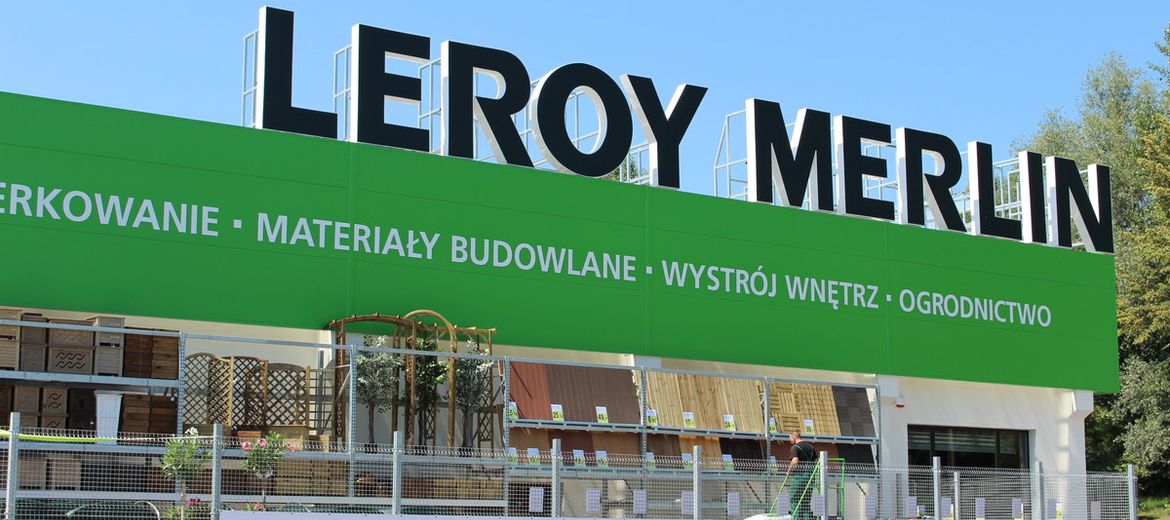 LEROY MERLIN
ERKOWANIE · MATERIAŁY BUDOWLANE · WYSTRÓJ WNĘTRZ · OGRODNICTWO